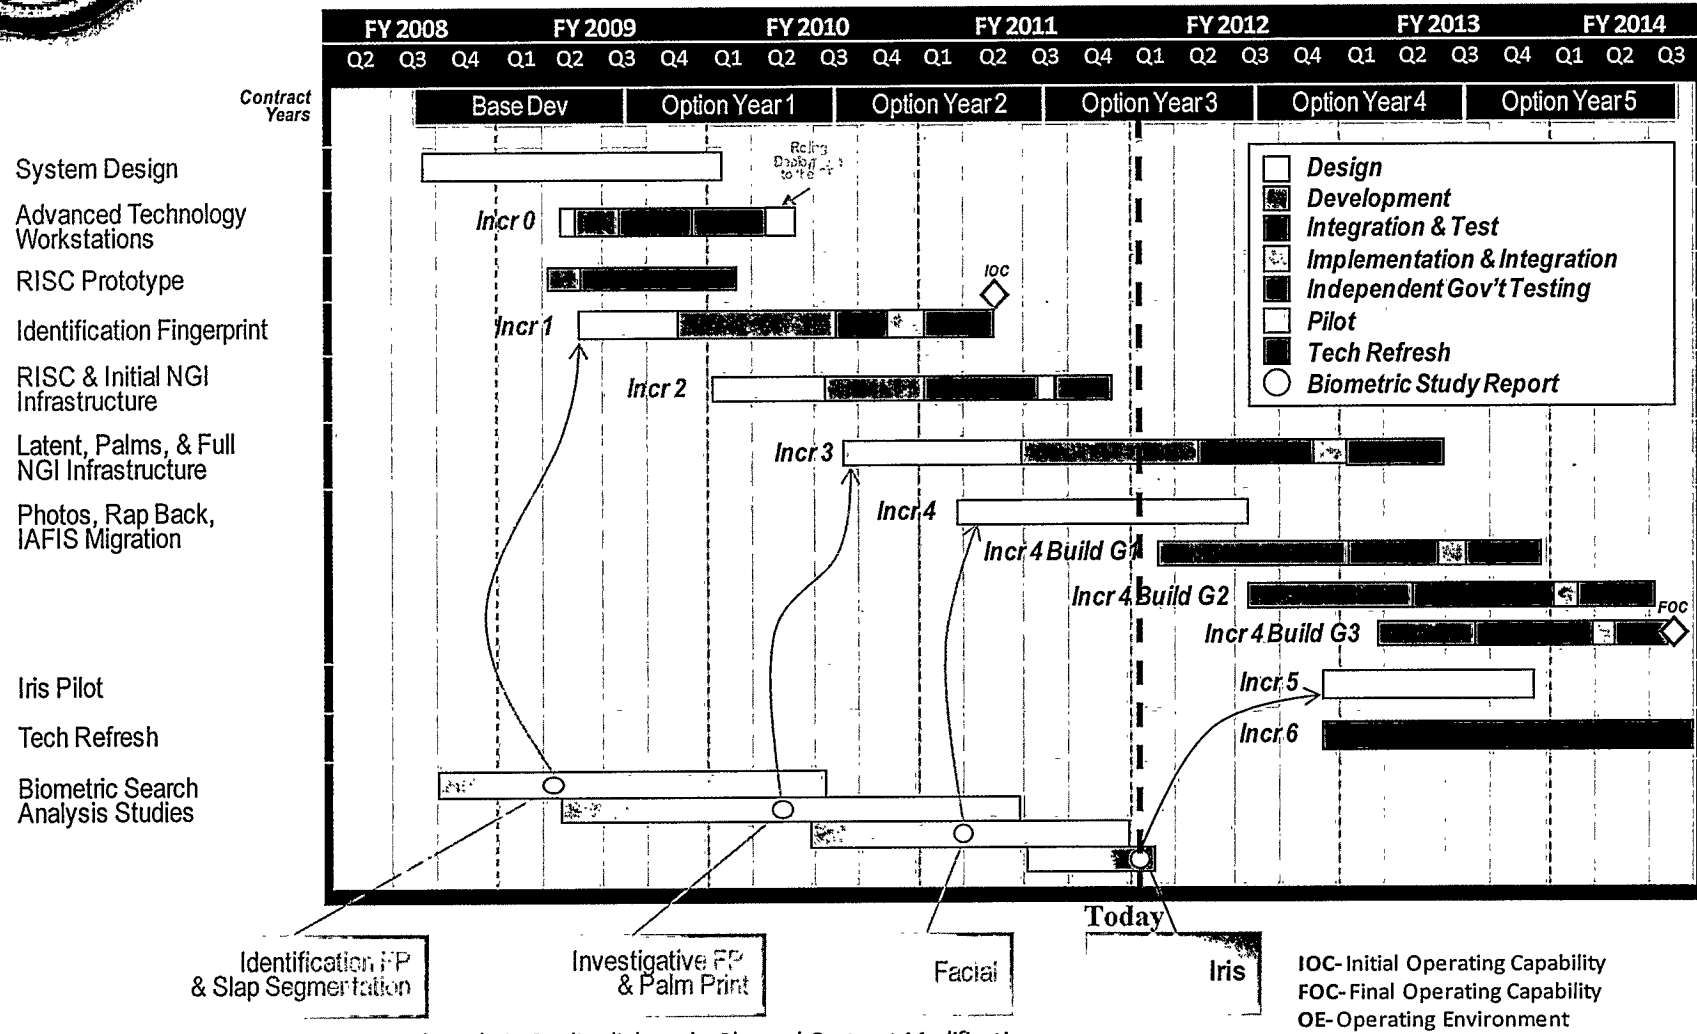 FY 2008 FY 2009 FY 2010 FY 2011 FY 2012 FY 2013 FY 2014
Q2 Q3 Q4 Q1 Q2 Q3 Q4 Q1 Q2 Q3 Q4 Q1 Q2 Q3 Q4 Q1 Q2 Q3 Q4 Q1 Q2 Q3 Q4 Q1 Q2 Q3
Contract
Years
Base Dev Option Year 1 Option Year 2 Option Year 3 Option Year 4 Option Year 5
System Design
Rolling
to the
Advanced Technology
Workstations
Incr 0
RISC Prototype
IOC
Identification Fingerprint
Incr 1
RISC & Initial NGI
Infrastructure
Incr 2
Latent, Palms, & Full
NGI Infrastructure
Incr 3
Photos, Rap Back,
IAFIS Migration
Incr 4
Incr 4 Build G1
Incr 4 Build G2
FOC
Incr 4 Build G3
Iris Pilot
Incr 5
Tech Refresh
Incr 6
Biometric Search
Analysis Studies
Design
Development
Integration & Test
Implementation & Integration
Independent Gov't Testing
Pilot
Tech Refresh
Biometric Study Report
Today
Identification FP
& Slap Segmentation
Investigative FP
& Palm Print
Facial
Iris
IOC- Initial Operating Capability
FOC- Final Operating Capability
OE- Operating Environment